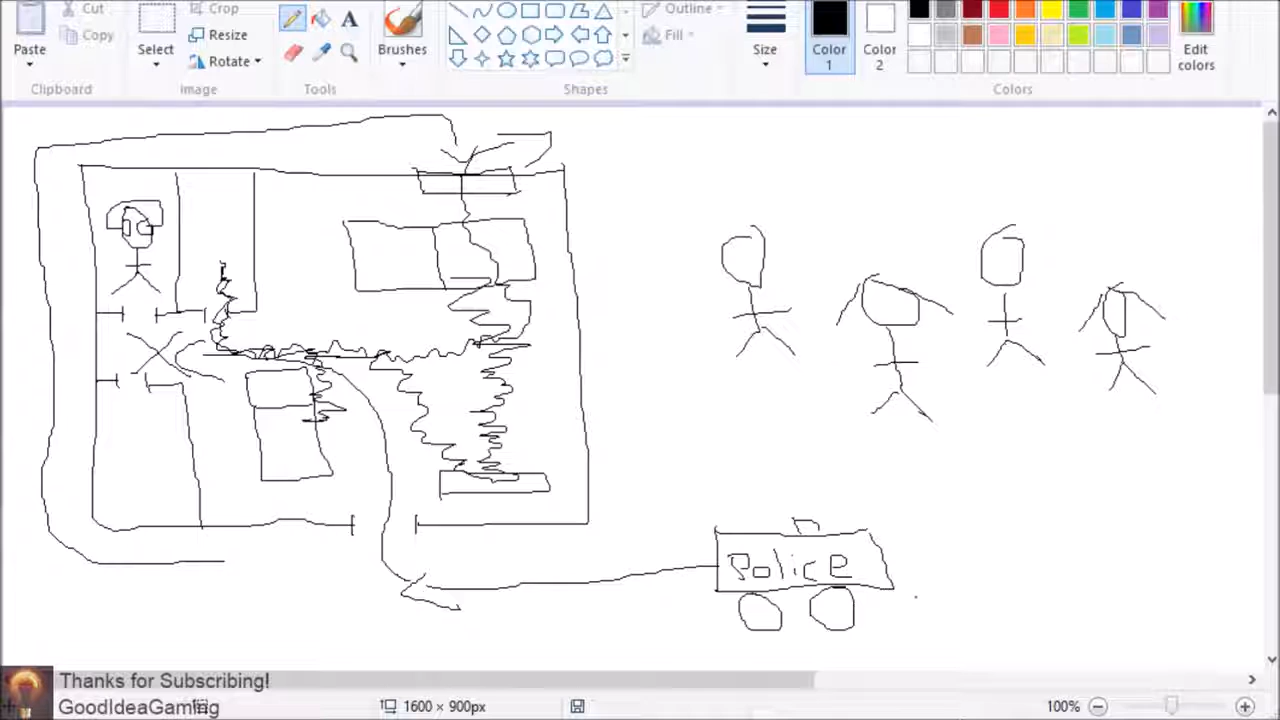 Cut
Copy
Paste
Clipboard
Crop
Resize
Rotate
Select
Image
A
Tools
Brushes
Shapes
Outline
Fill
Size
Color
1
Color
2
Edit
colors
Colors
Police
Thanks for Subscribing!
GoodIdeaGaming
1600 × 900px
100%